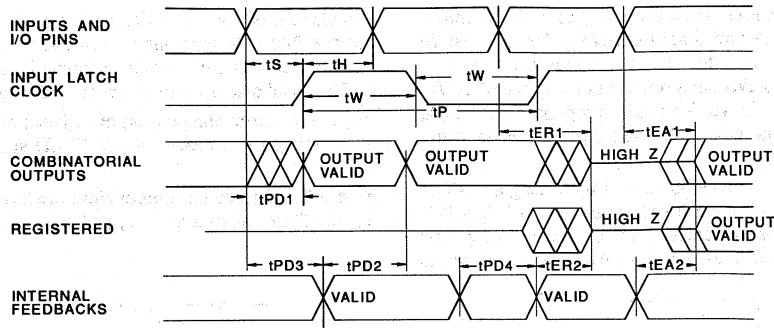 INPUTS AND
I/O PINS
tS
tH
tW
INPUT LATCH
CLOCK
tW
tP
tER1
tEA1
COMBINATORIAL
OUTPUTS
OUTPUT
VALID
OUTPUT
VALID
HIGH Z
OUTPUT
VALID
tPD1
REGISTERED
HIGH Z
OUTPUT
VALID
tPD3
tPD2
tPD4
tER2
tEA2
INTERNAL
FEEDBACKS
VALID
VALID